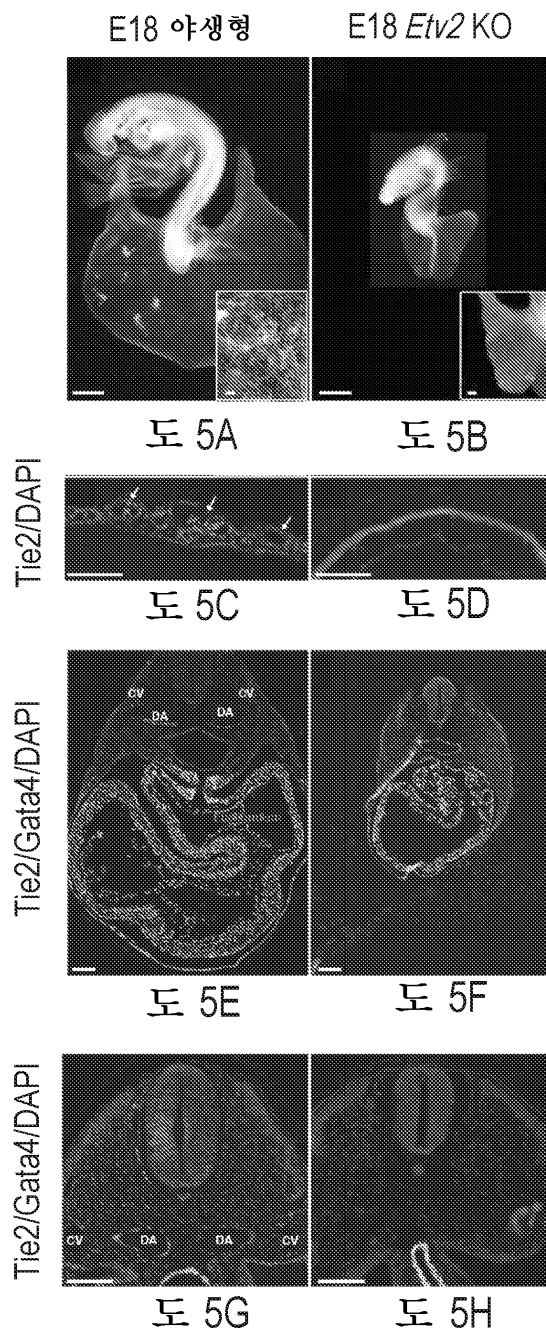 E18 야생형
E18 Etv2 KO
도 5A
도 5B
Tie2/DAPI
도 5C
도 5D
Tie2/Gata4/DAPI
CV
DA
DA
CV
도 5E
도 5F
Tie2/Gata4/DAPI
CV
DA
DA
CV
도 5G
도 5H